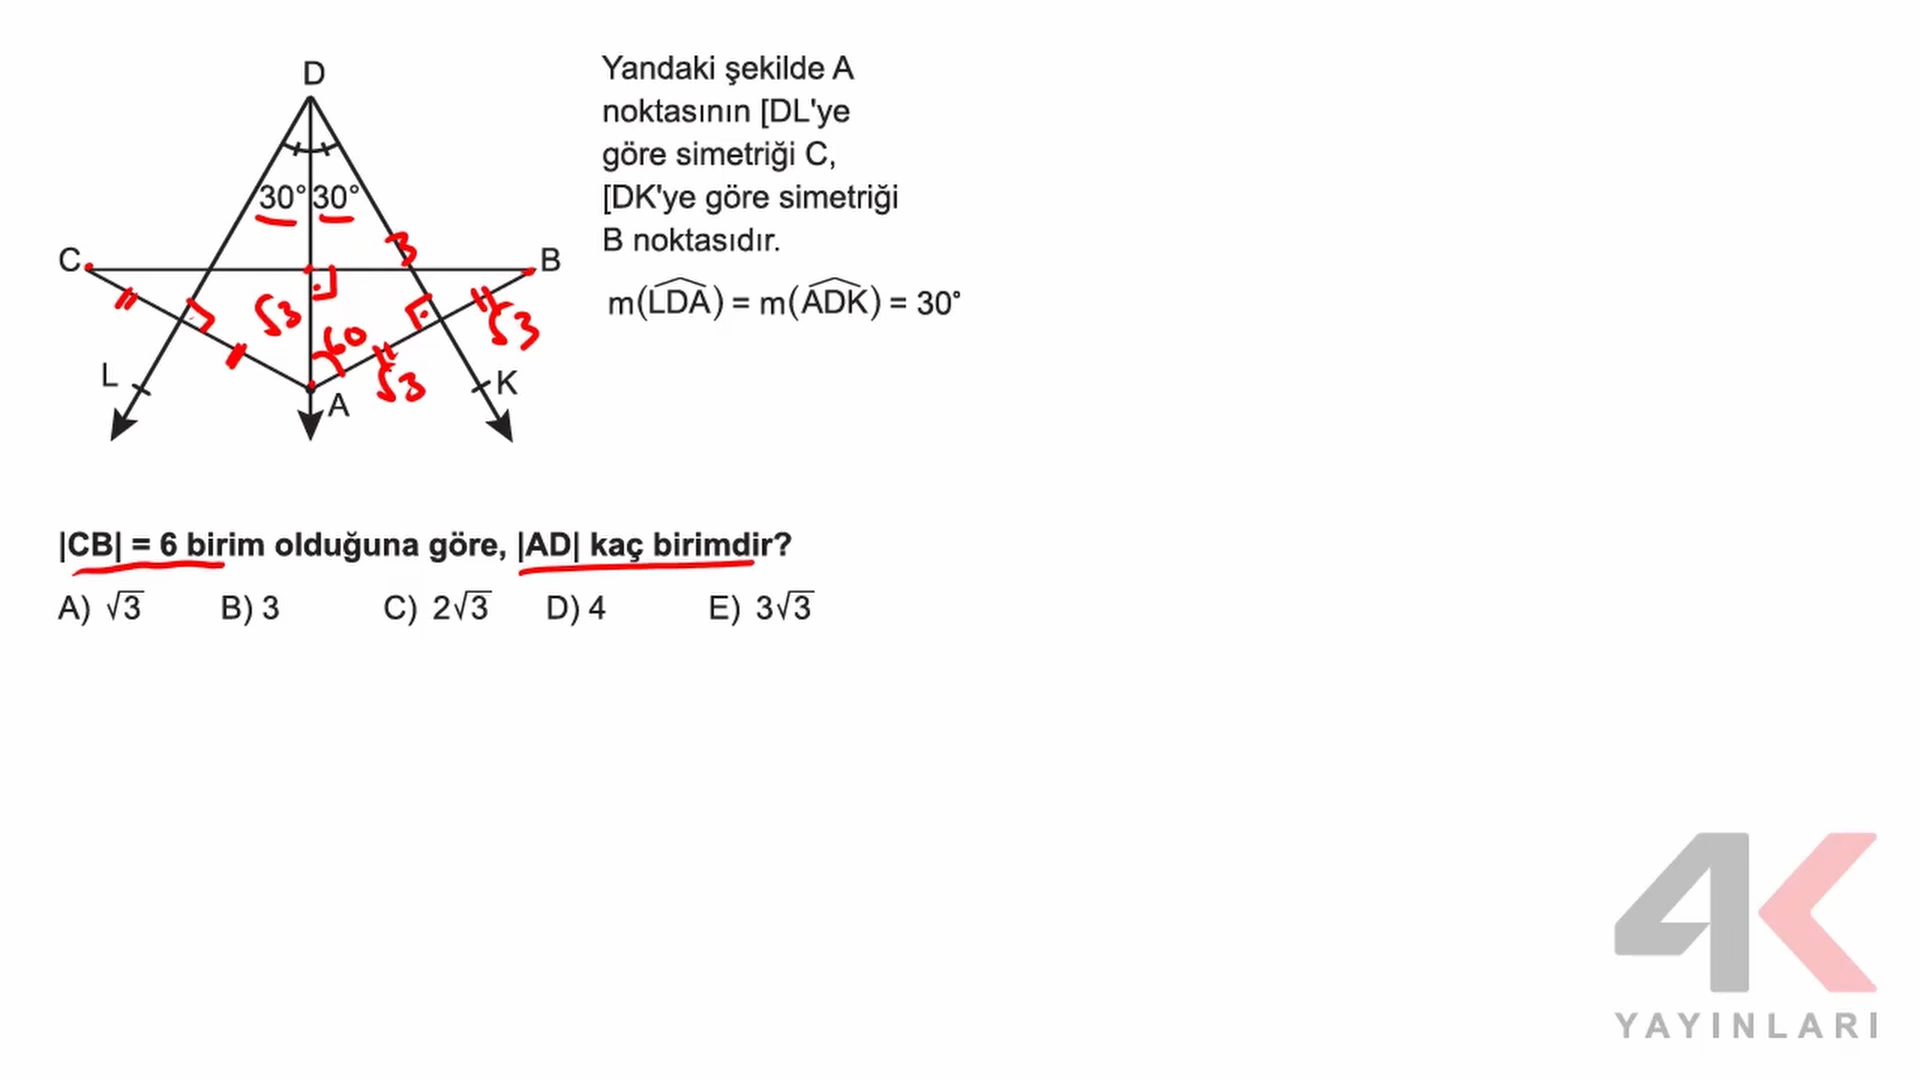 D
30° 30°
3
C B
√3 √3
60
L √3 K
A
Yandaki şekilde A
noktasının [DL'ye
göre simetriği C,
[DK'ye göre simetriği
B noktasıdır.
m(LDA) = m(ADK) = 30°
|CB| = 6 birim olduğuna göre, |AD| kaç birimdir?
A) √3 B) 3 C) 2√3 D) 4 E) 3√3
4K
YAYINLARI